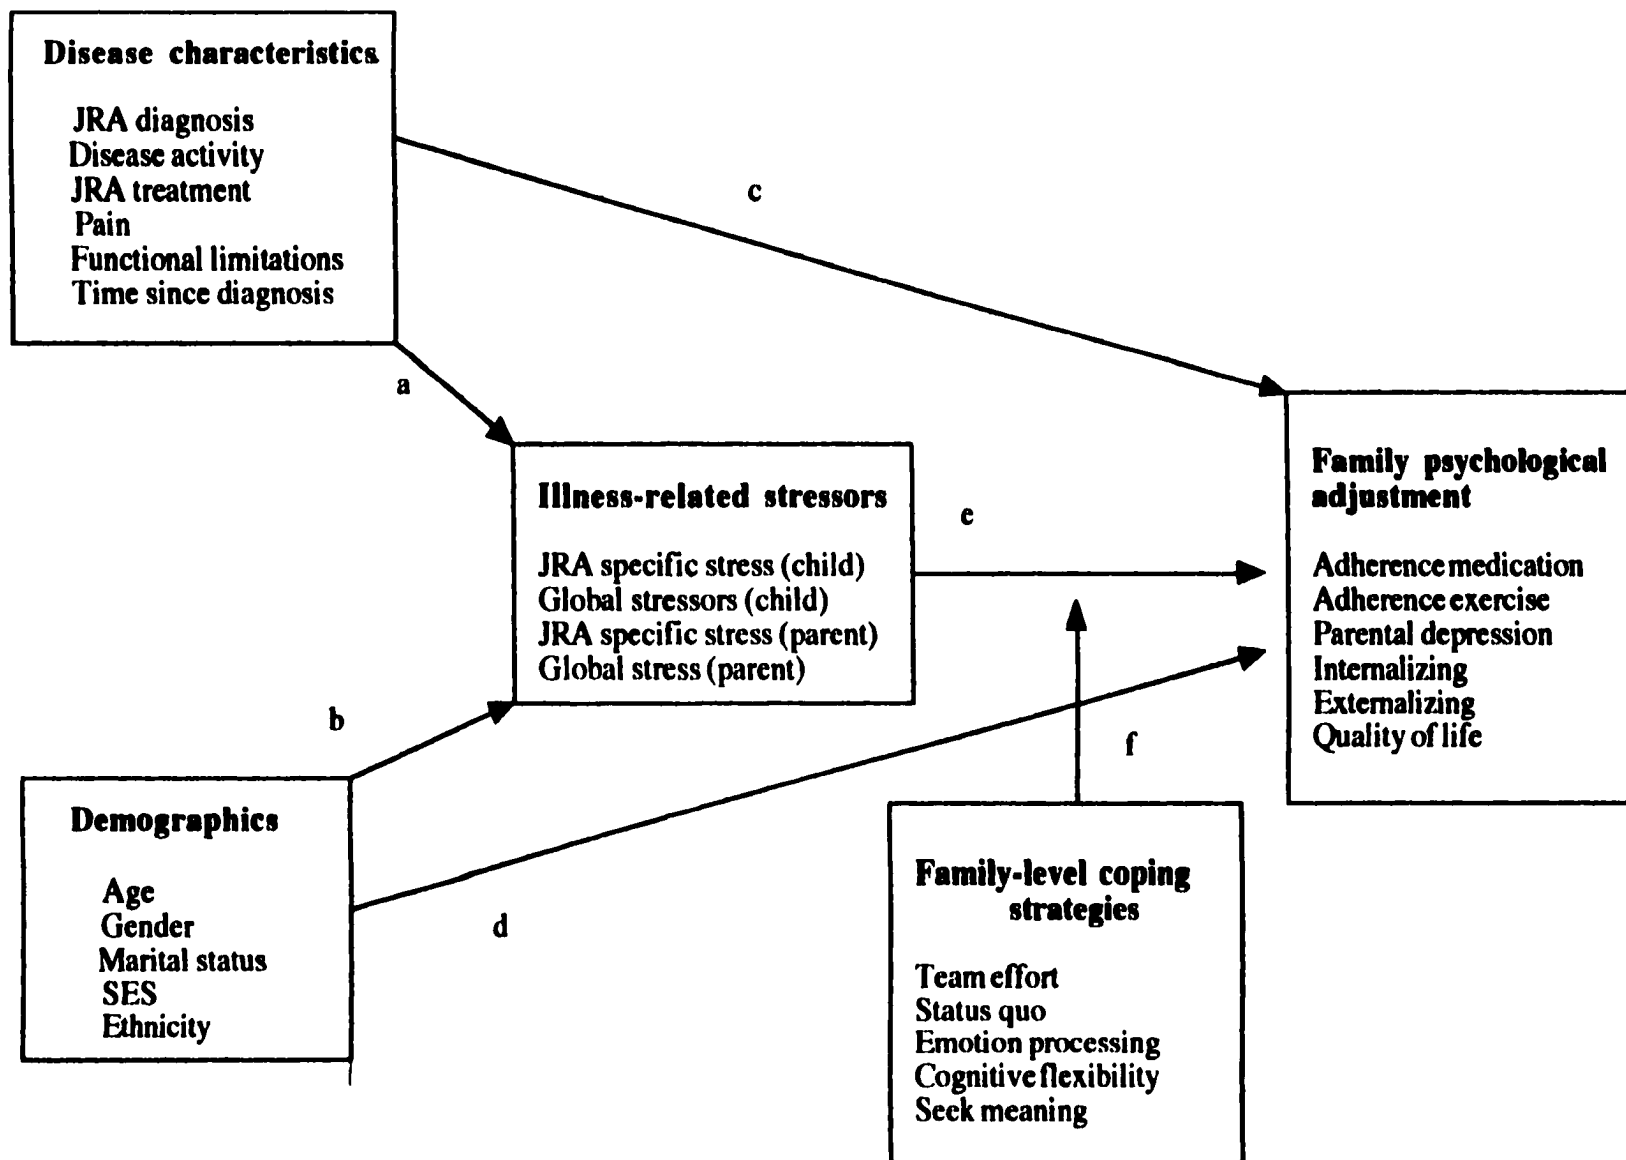 Disease characteristics
JRA diagnosis
Disease activity
JRA treatment
Pain
Functional limitations
Time since diagnosis
c
a
Illness-related stressors
JRA specific stress (child)
Global stressors (child)
JRA specific stress (parent)
Global stress (parent)
e
Family psychological
adjustment
Adherence medication
Adherence exercise
Parental depression
Internalizing
Externalizing
Quality of life
b
f
Demographics
Age
Gender
Marital status
SES
Ethnicity
d
Family-level coping
strategies
Team effort
Status quo
Emotion processing
Cognitive flexibility
Seek meaning